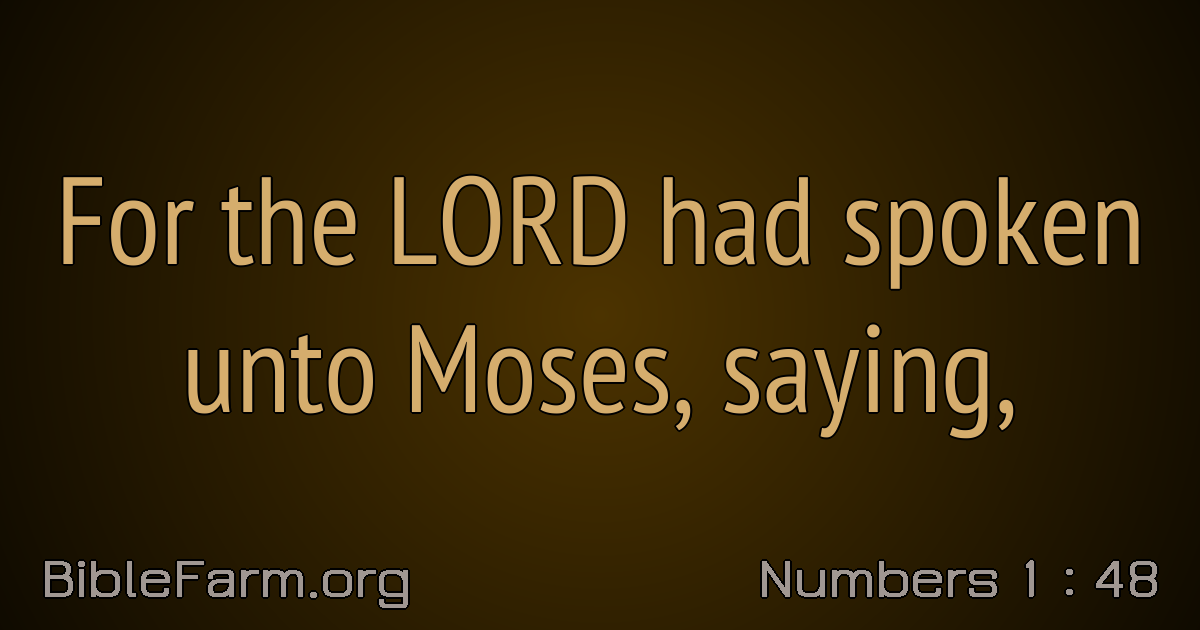 For the LORD had spoken
unto Moses, saying,
BibleFarm.org
Numbers 1 : 48